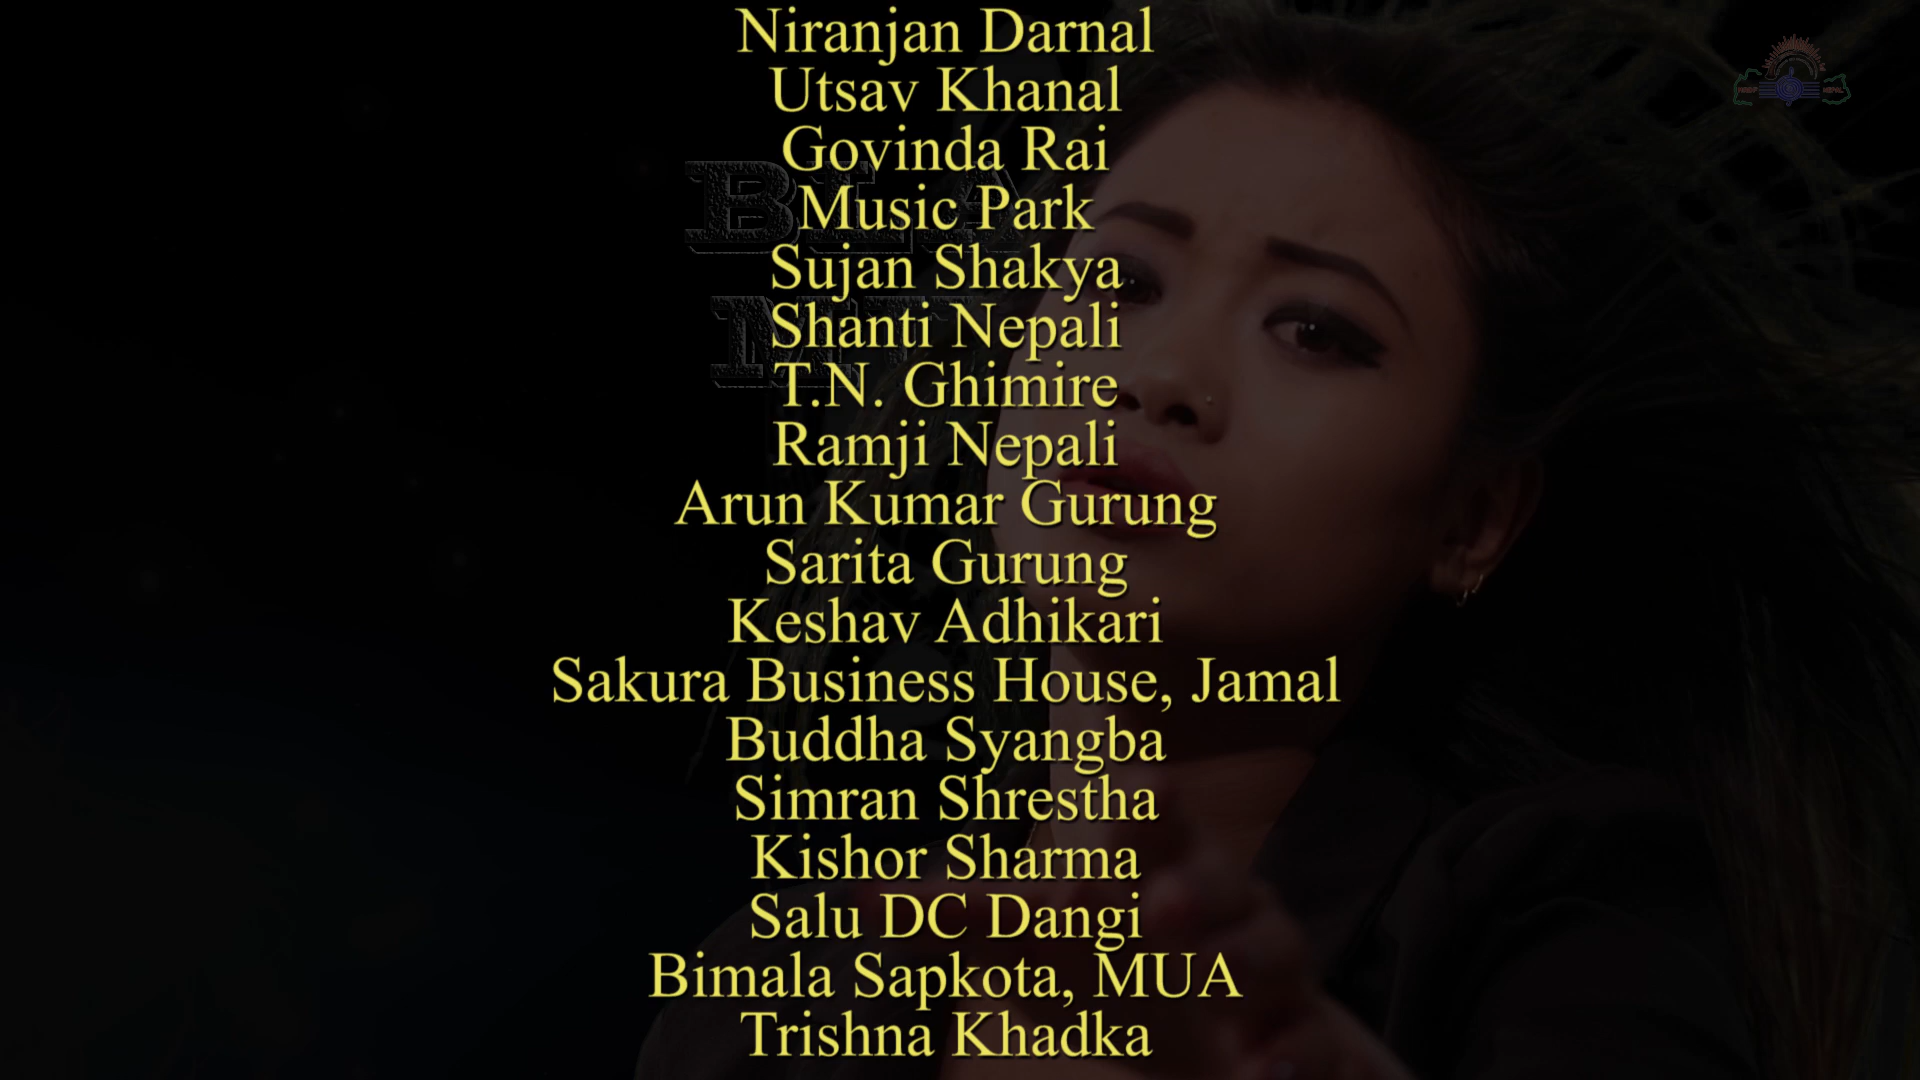 Niranjan Darnal
Utsav Khanal
Govinda Rai
Music Park
Sujan Shakya
Shanti Nepali
T.N. Ghimire
Ramji Nepali
Arun Kumar Gurung
Sarita Gurung
Keshav Adhikari
Sakura Business House, Jamal
Buddha Syangba
Simran Shrestha
Kishor Sharma
Salu DC Dangi
Bimala Sapkota, MUA
Trishna Khadka